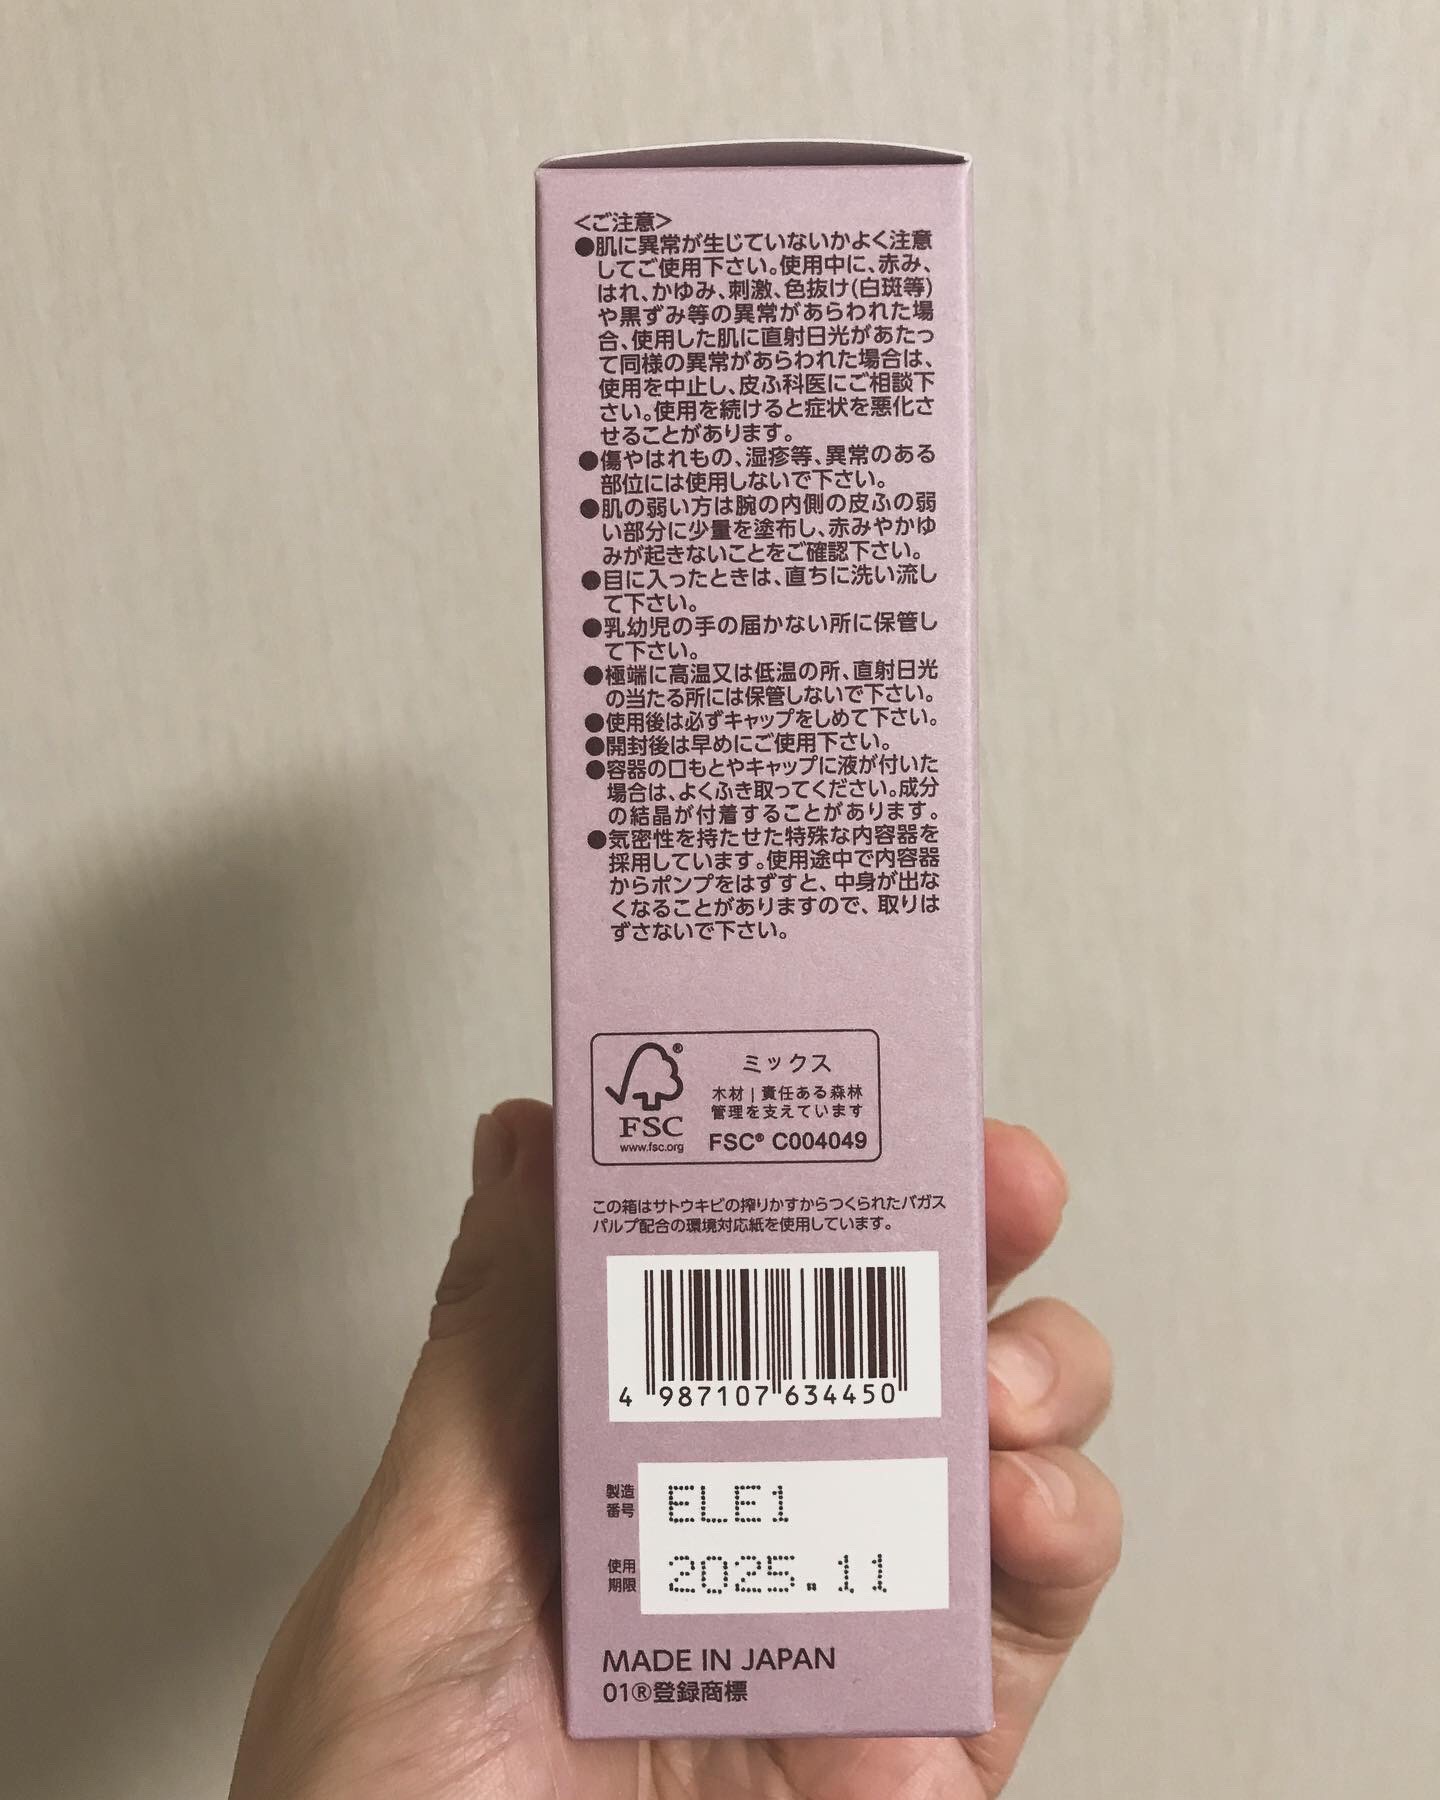 <ご注意>
●肌に異常が生じていないかよく注意
してご使用下さい。使用中に、赤み、
はれ、かゆみ、刺激、色抜け(白斑等)
や黒ずみ等の異常があらわれた場
合、使用した肌に直射日光があたっ
て同様の異常があらわれた場合は、
使用を中止し、皮ふ科医にご相談下
さい。使用を続けると症状を悪化さ
せることがあります。
●傷やはれもの、湿疹等、異常のある
部位には使用しないで下さい。
●肌の弱い方は腕の内側の皮ふの弱
い部分に少量を塗布し、赤みやかゆ
みが起きないことをご確認下さい。
●目に入ったときは、直ちに洗い流し
て下さい。
●乳幼児の手の届かない所に保管し
て下さい。
●極端に高温又は低温の所、直射日光
の当たる所には保管しないで下さい。
●使用後は必ずキャップをしめて下さい。
●開封後は早めにご使用下さい。
●容器の口もとやキャップに液が付いた
場合は、よくふき取ってください。成分
の結晶が付着することがあります。
●気密性を持たせた特殊な内容器を
採用しています。使用途中で内容器
からポンプをはずすと、中身が出な
くなることがありますので、取りは
ずさないで下さい。
®
FSC
www.fsc.org
ミックス
木材 | 責任ある森林
管理を支えています
FSC® C004049
この箱はサトウキビの搾りかすからつくられたバガス
パルプ配合の環境対応紙を使用しています。
4 987107 634450
製造
番号
ELE1
使用
期限
2025.11
MADE IN JAPAN
01®登録商標